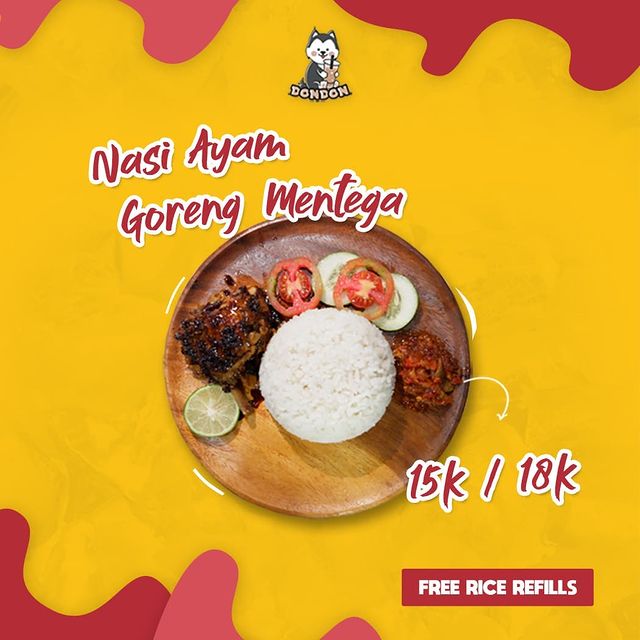 DONDON
Nasi Ayam
Goreng Mentega
15k / 18k
FREE RICE REFILLS